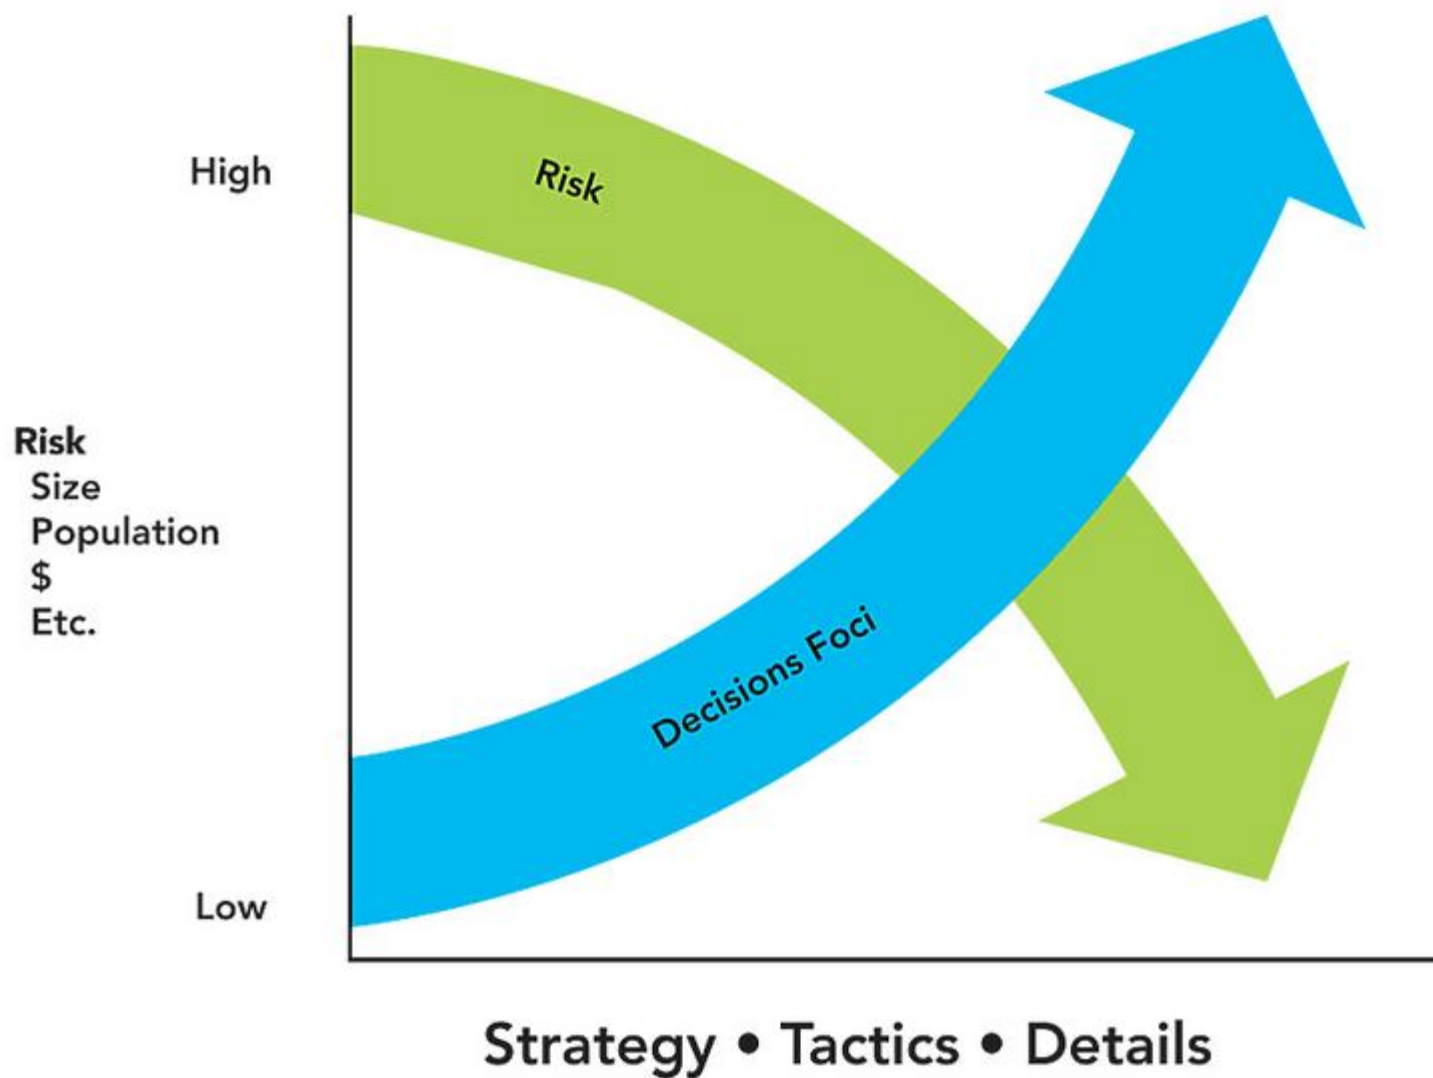 High
Risk
Risk
Size
Population
$
Etc.
Decisions Foci
Low
Strategy • Tactics • Details